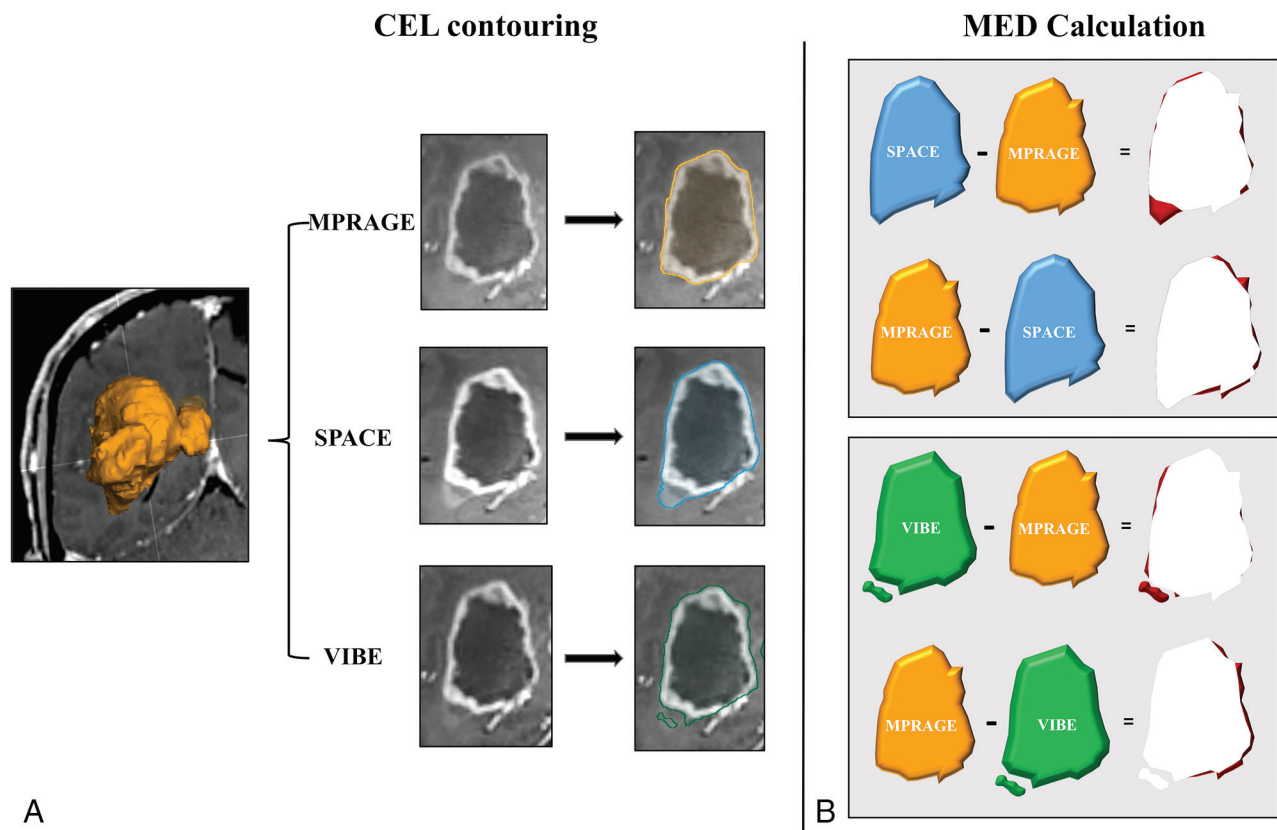 CEL contouring
MPRAGE
SPACE
VIBE
A
MED Calculation
SPACE - MPRAGE =
MPRAGE - SPACE =
VIBE - MPRAGE =
MPRAGE - VIBE =
B